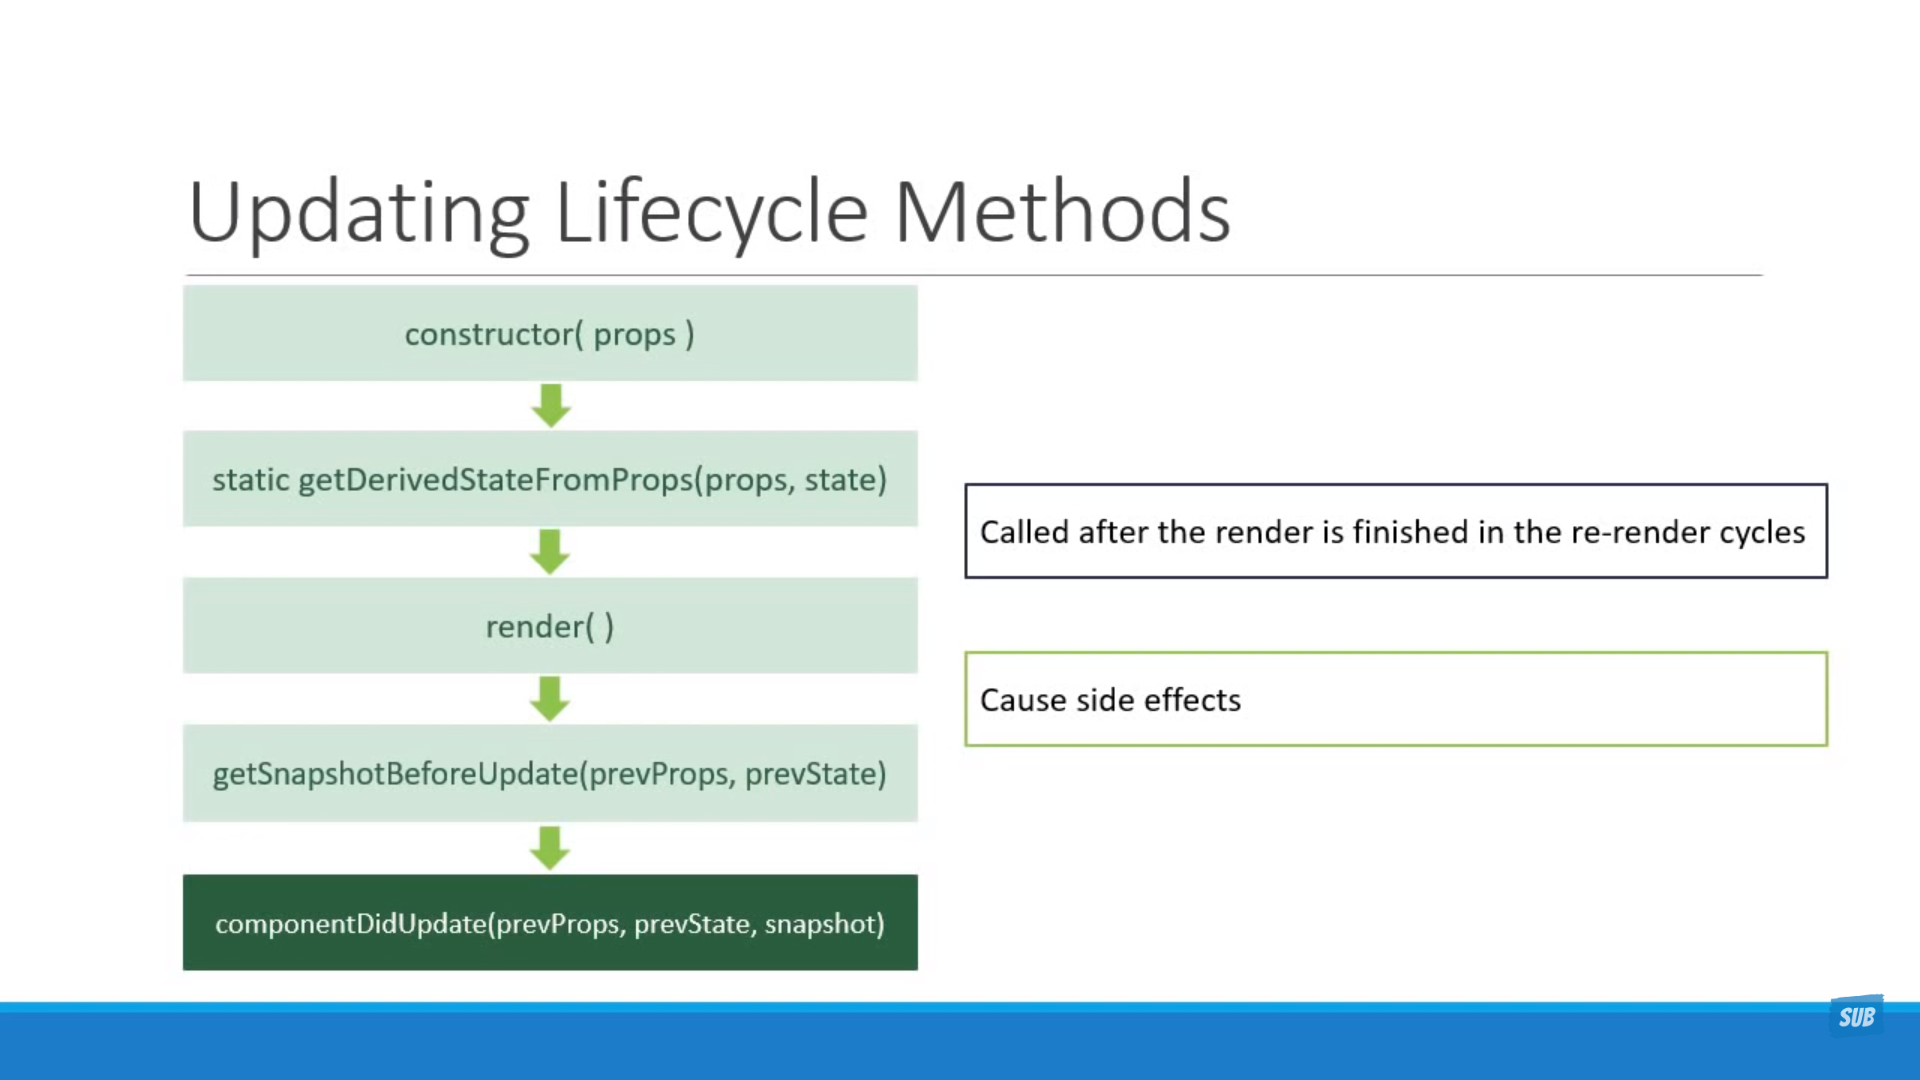 Updating Lifecycle Methods
constructor( props )
static getDerivedStateFromProps(props, state)
render( )
getSnapshotBeforeUpdate(prevProps, prevState)
componentDidUpdate(prevProps, prevState, snapshot)
Called after the render is finished in the re-render cycles
Cause side effects
SUB